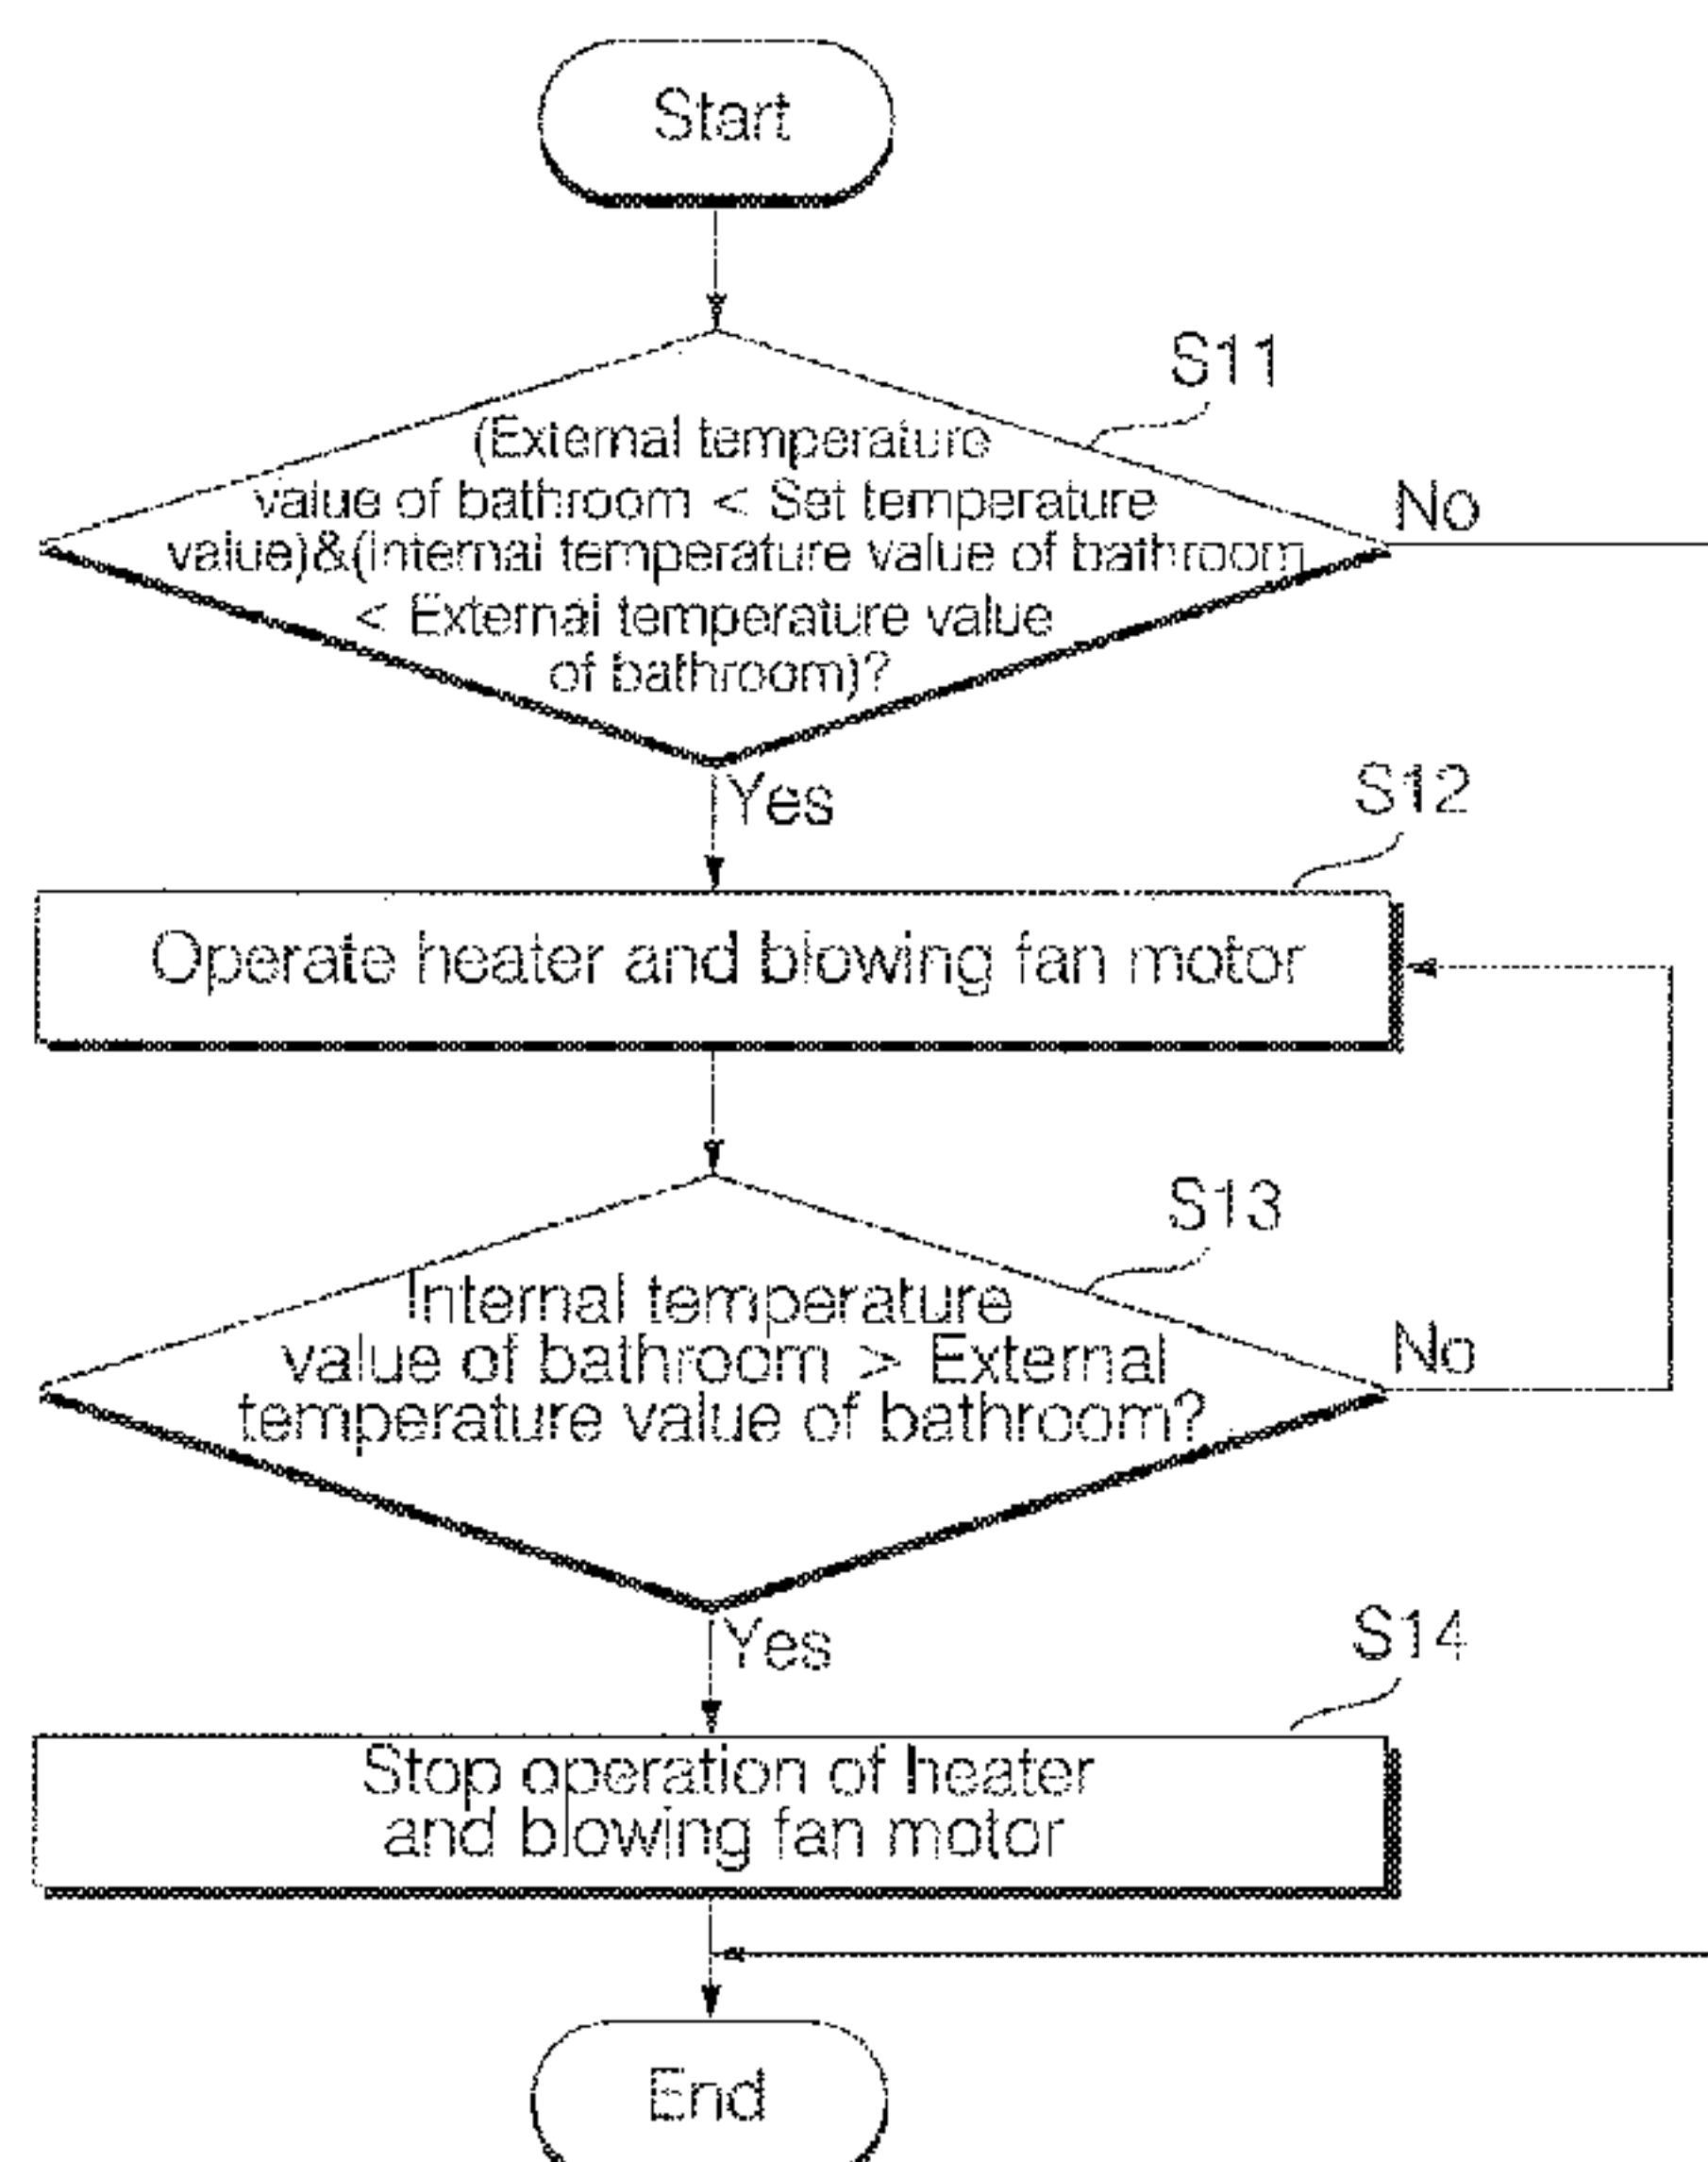 Start
S11
(External temperature
value of bathroom < Set temperature
value)&(Internal temperature value of bathroom
< External temperature value
of bathroom)?
No
Yes
S12
Operate heater and blowing fan motor
S13
Internal temperature
value of bathroom > External
temperature value of bathroom?
No
Yes
S14
Stop operation of heater
and blowing fan motor
End